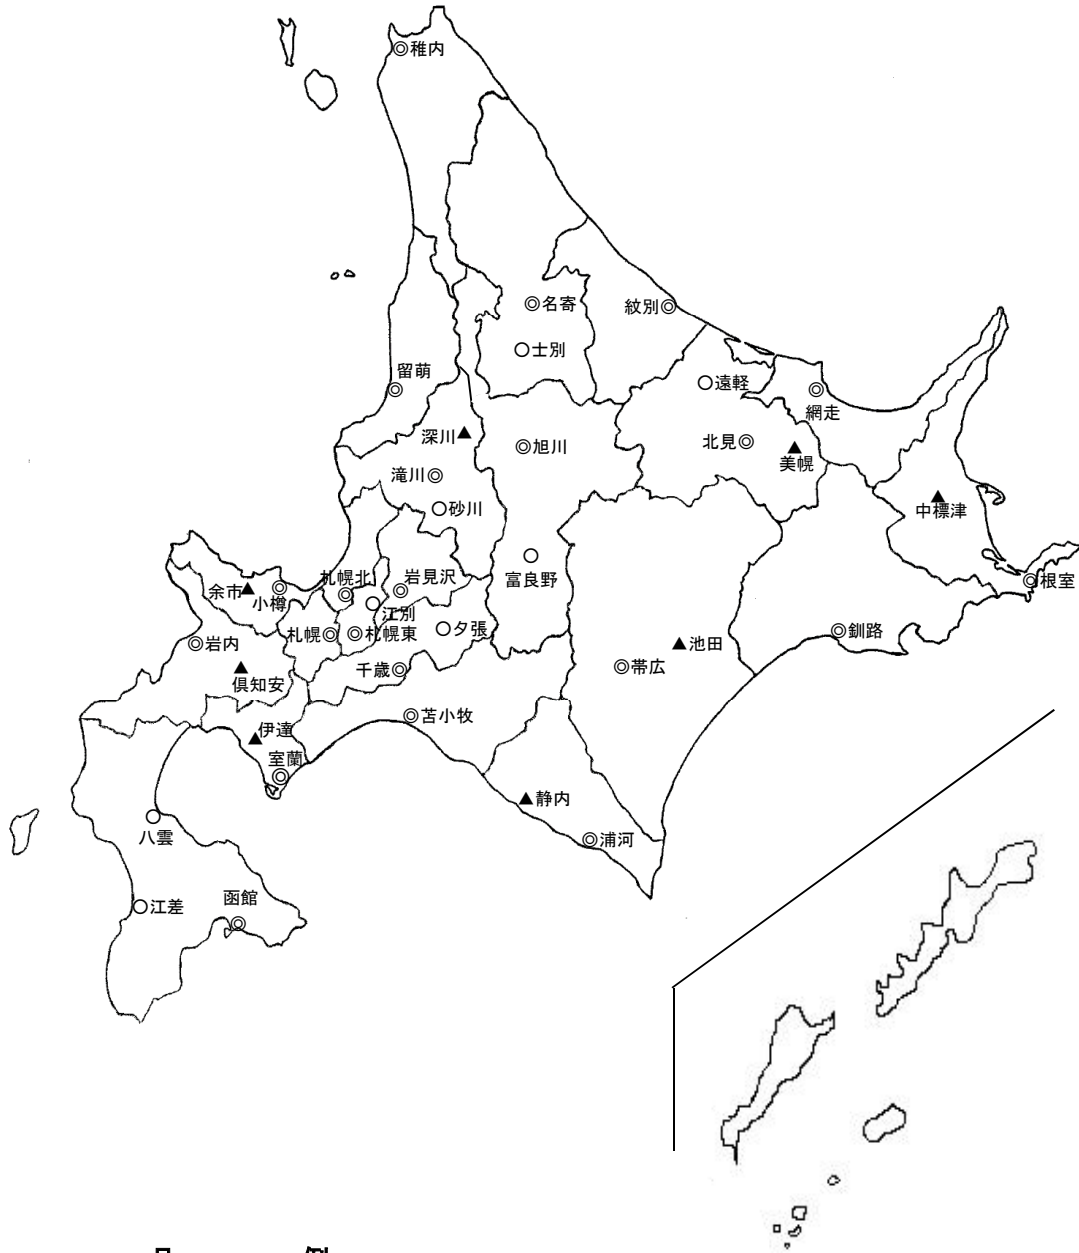 ◎稚内
◎名寄
紋別◎
○士別
留萌
◎
○遠軽
◎
網走
深川▲
◎旭川
北見◎
▲
美幌
滝川◎
○砂川
▲
中標津
○
富良野
札幌北
◎
岩見沢
◎
余市▲
◎
小樽
○
江別
◎根室
札幌◎
◎札幌東
○夕張
◎釧路
◎岩内
▲池田
千歳◎
◎帯広
▲
倶知安
◎苫小牧
伊達
▲
室蘭
◎
▲静内
○
八雲
◎浦河
函館
◎
○江差